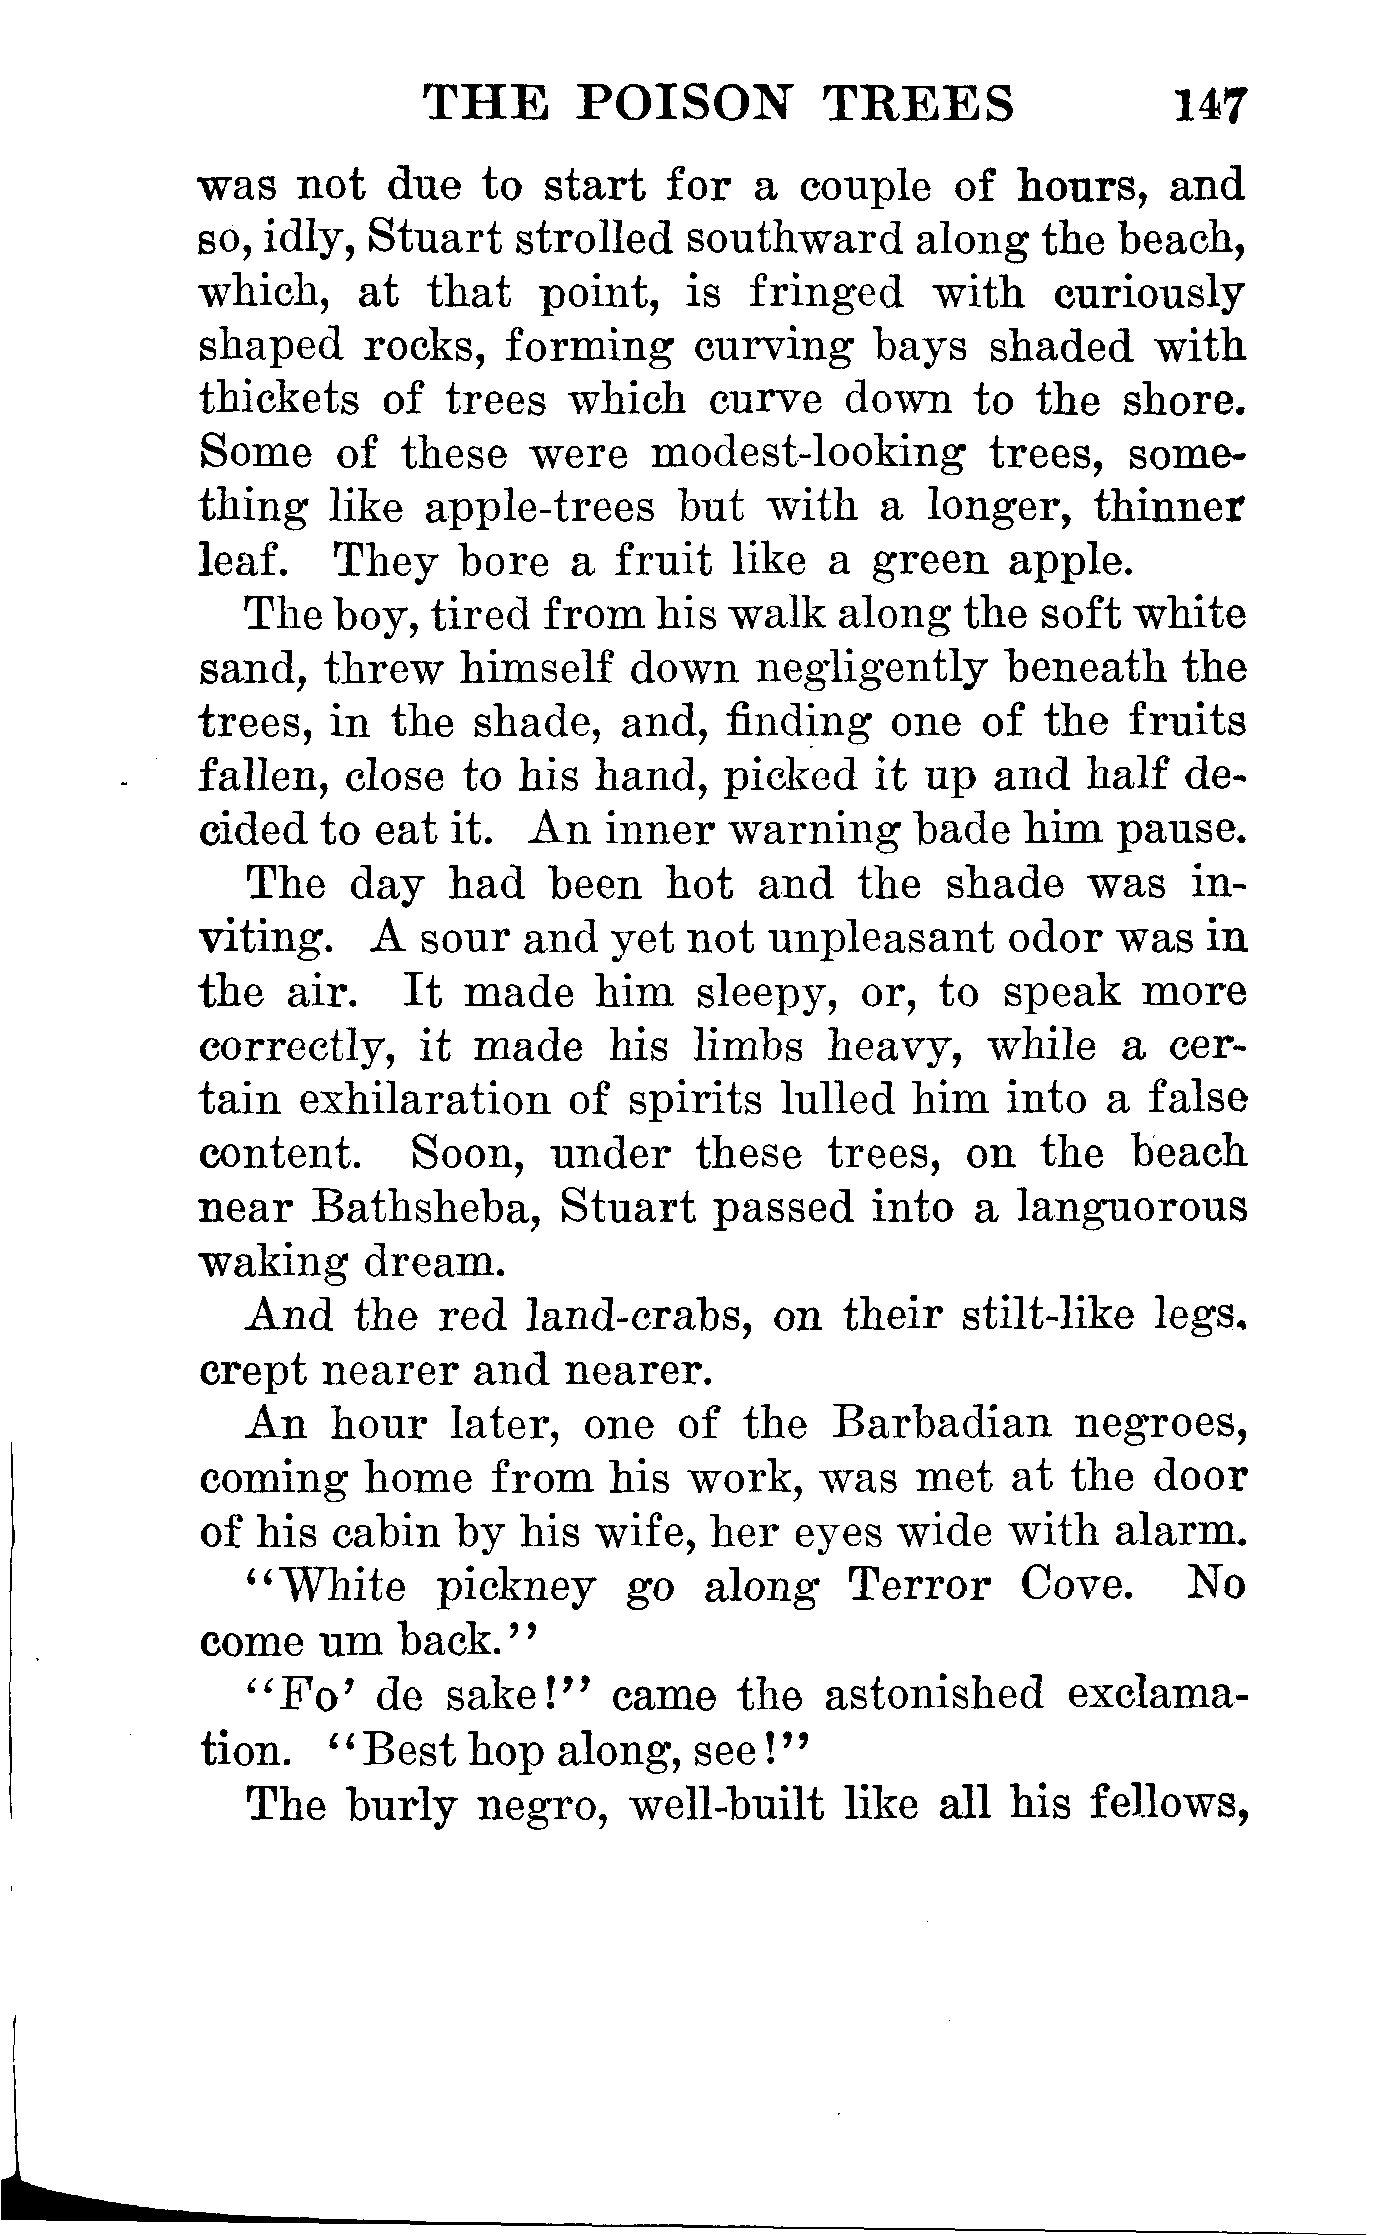 THE POISON TREES 147
was not due to start for a couple of hours, and
so, idly, Stuart strolled southward along the beach,
which, at that point, is fringed with curiously
shaped rocks, forming curving bays shaded with
thickets of trees which curve down to the shore.
Some of these were modest-looking trees, some-
thing like apple-trees but with a longer, thinner
leaf. They bore a fruit like a green apple.
The boy, tired from his walk along the soft white
sand, threw himself down negligently beneath the
trees, in the shade, and, finding one of the fruits
fallen, close to his hand, picked it up and half de-
cided to eat it. An inner warning bade him pause.
The day had been hot and the shade was in-
viting. A sour and yet not unpleasant odor was in
the air. It made him sleepy, or, to speak more
correctly, it made his limbs heavy, while a cer-
tain exhilaration of spirits lulled him into a false
content. Soon, under these trees, on the beach
near Bathsheba, Stuart passed into a languorous
waking dream.
And the red land-crabs, on their stilt-like legs.
crept nearer and nearer.
An hour later, one of the Barbadian negroes,
coming home from his work, was met at the door
of his cabin by his wife, her eyes wide with alarm.
"White pickney go along Terror Cove. No
come um back."
"Fo' de sake!" came the astonished exclama-
tion. "Best hop along, see!"
The burly negro, well-built like all his fellows,